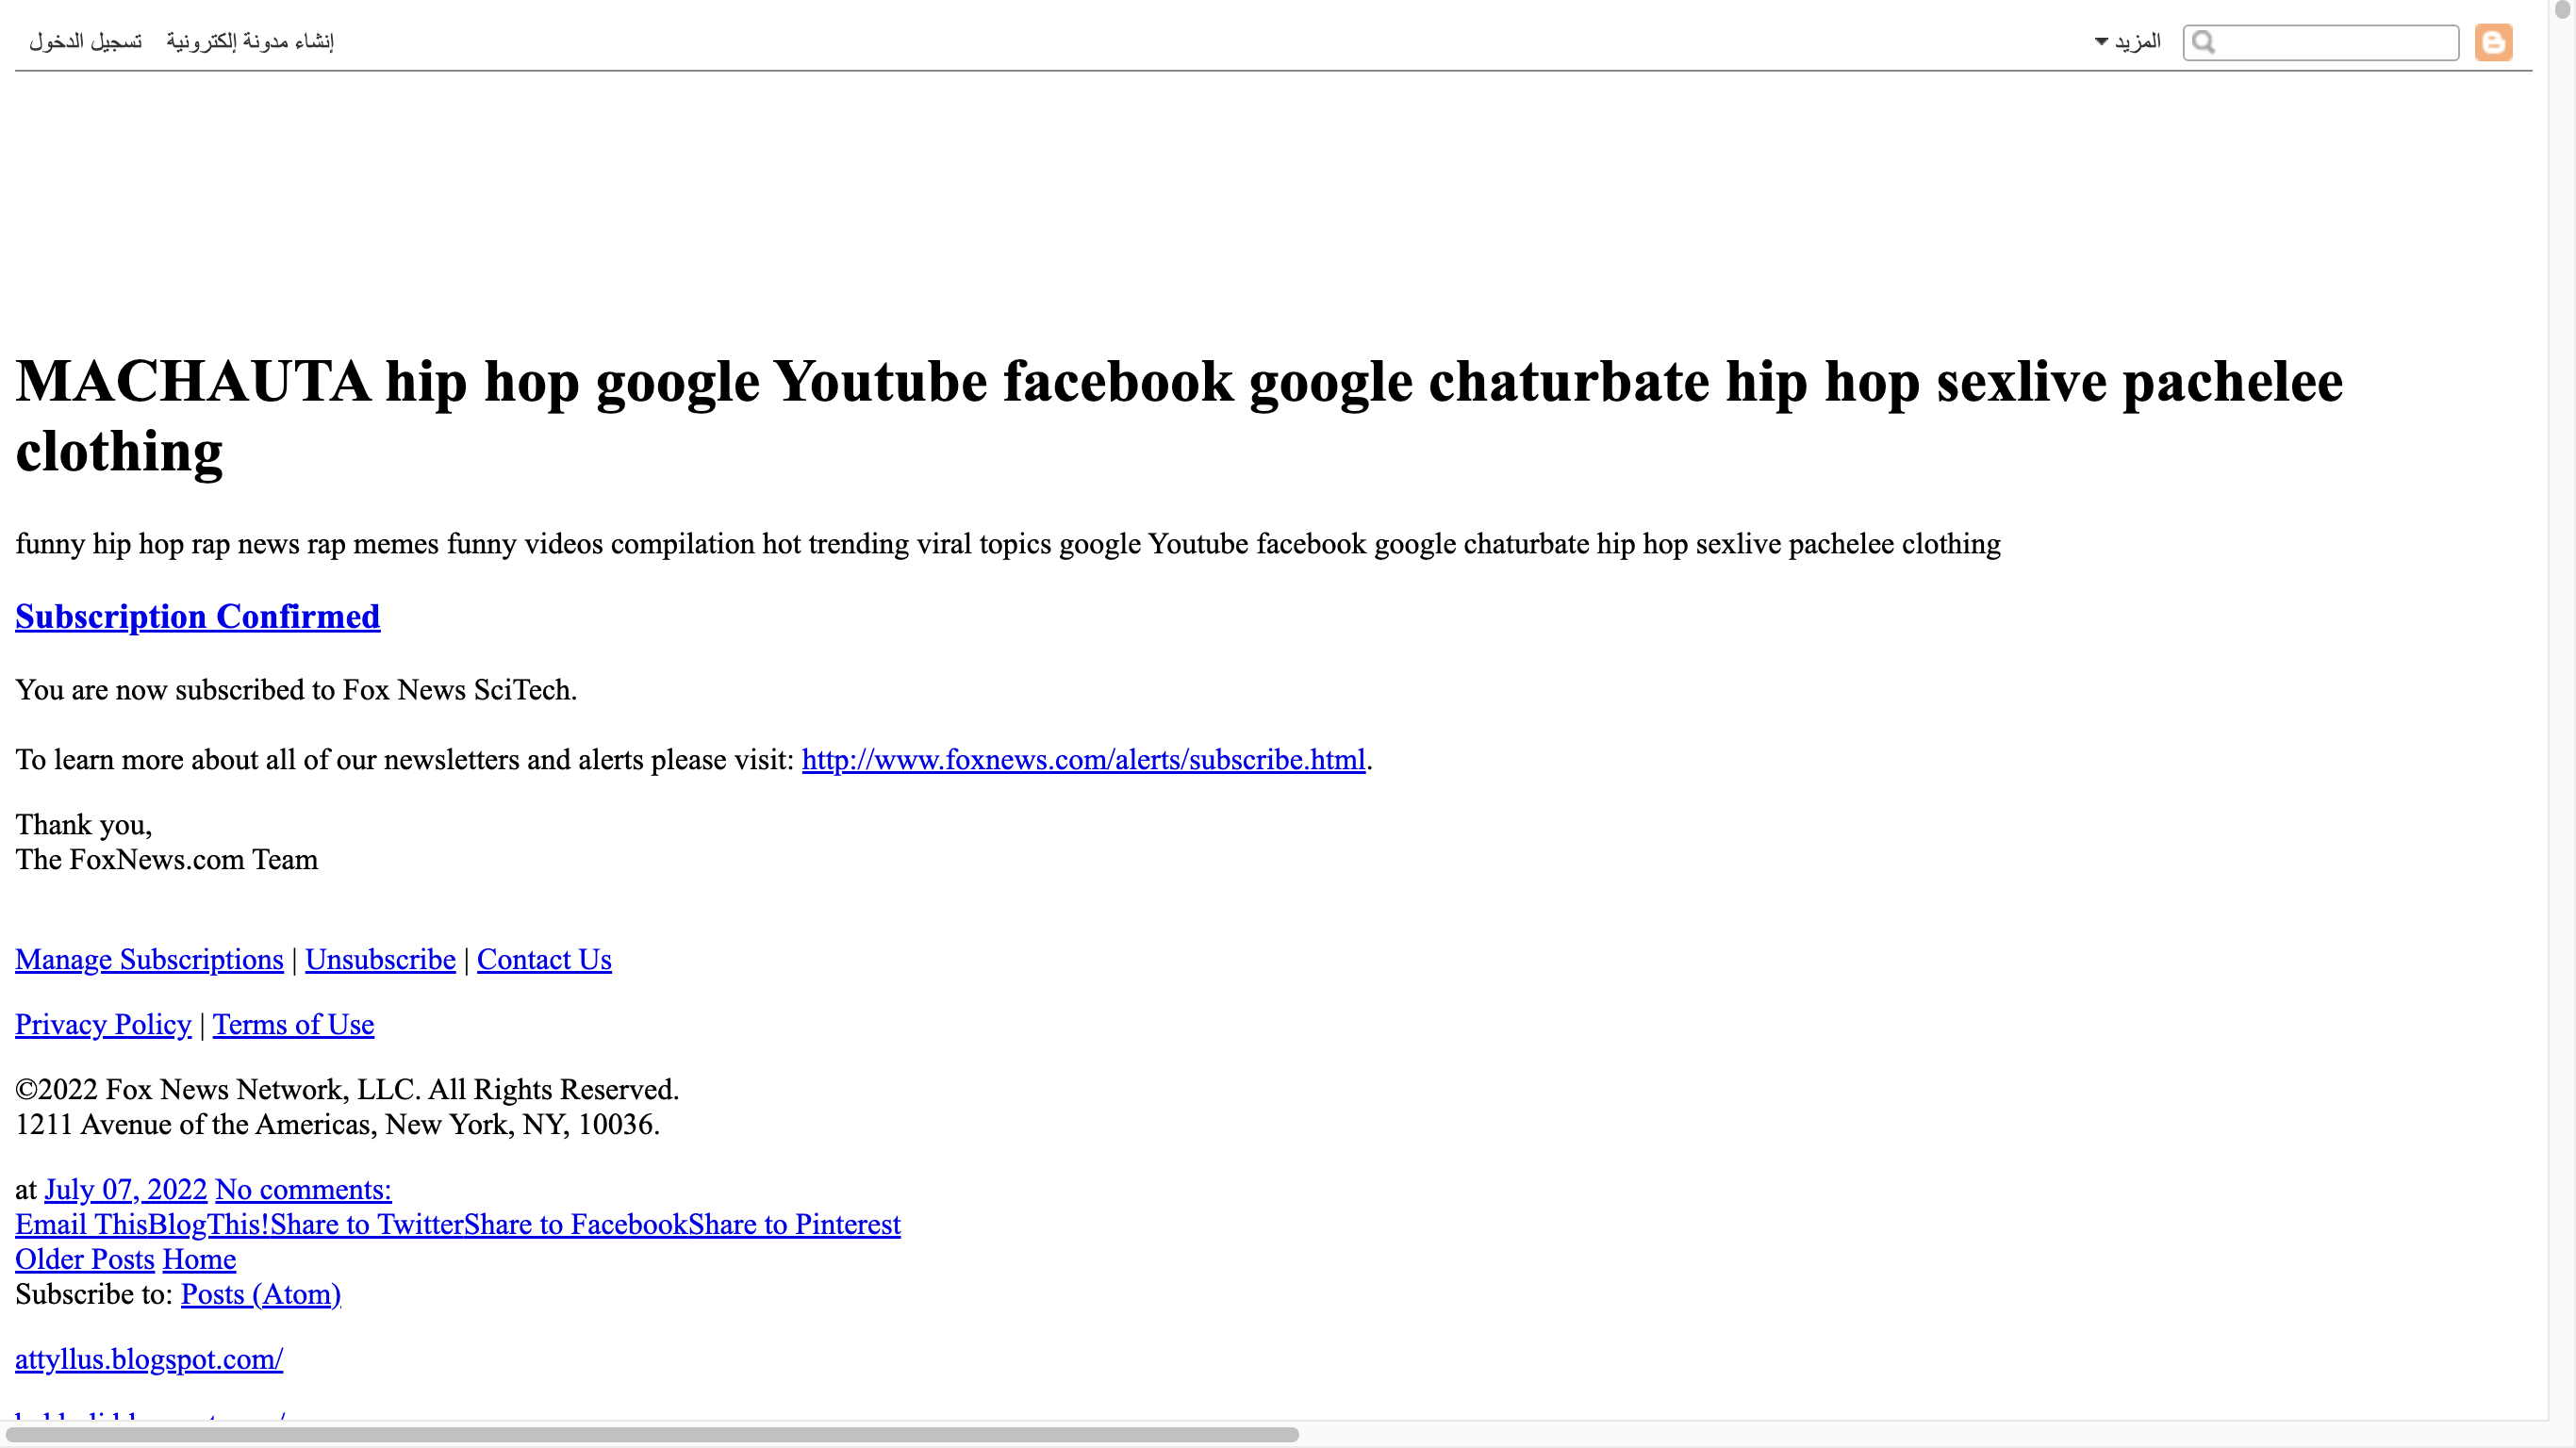 تسجيل الدخول إنشاء مدونة إلكترونية المزيد
MACHAUTA hip hop google Youtube facebook google chaturbate hip hop sexlive pachelee
clothing
funny hip hop rap news rap memes funny videos compilation hot trending viral topics google Youtube facebook google chaturbate hip hop sexlive pachelee clothing
Subscription Confirmed
You are now subscribed to Fox News SciTech.
To learn more about all of our newsletters and alerts please visit: http://www.foxnews.com/alerts/subscribe.html.
Thank you,
The FoxNews.com Team
Manage Subscriptions | Unsubscribe | Contact Us
Privacy Policy | Terms of Use
©2022 Fox News Network, LLC. All Rights Reserved.
1211 Avenue of the Americas, New York, NY, 10036.
at July 07, 2022 No comments:
Email ThisBlogThis!Share to TwitterShare to FacebookShare to Pinterest
Older Posts Home
Subscribe to: Posts (Atom)
attyllus.blogspot.com/